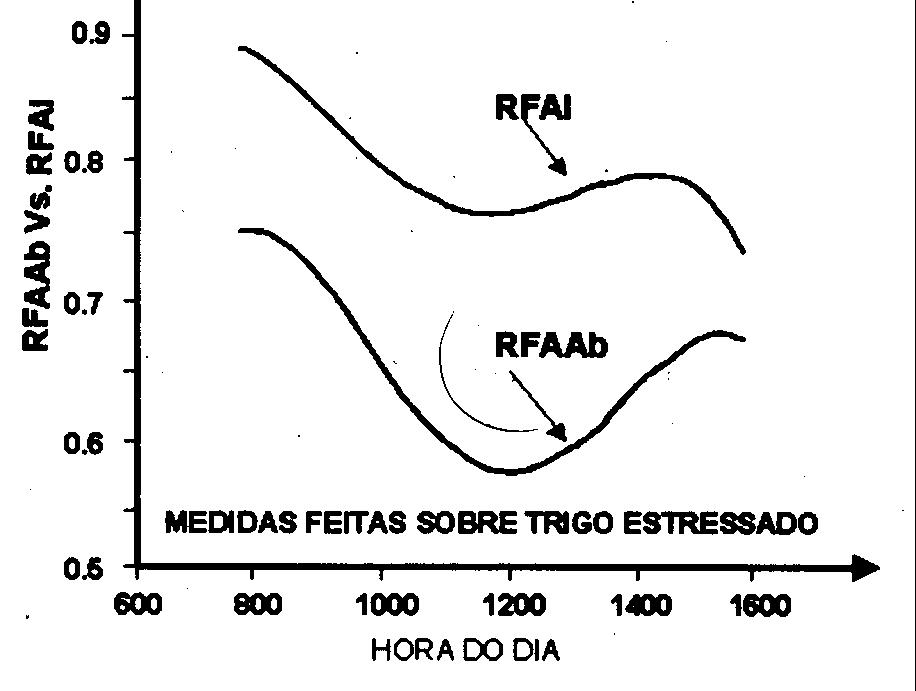 0.9
RFAI
0.8
RFAAb Vs. RFAI
0.7
RFAAb
0.6
MEDIDAS FEITAS SOBRE TRIGO ESTRESSADO
0.5
600 800 1000 1200 1400 1600
HORA DO DIA